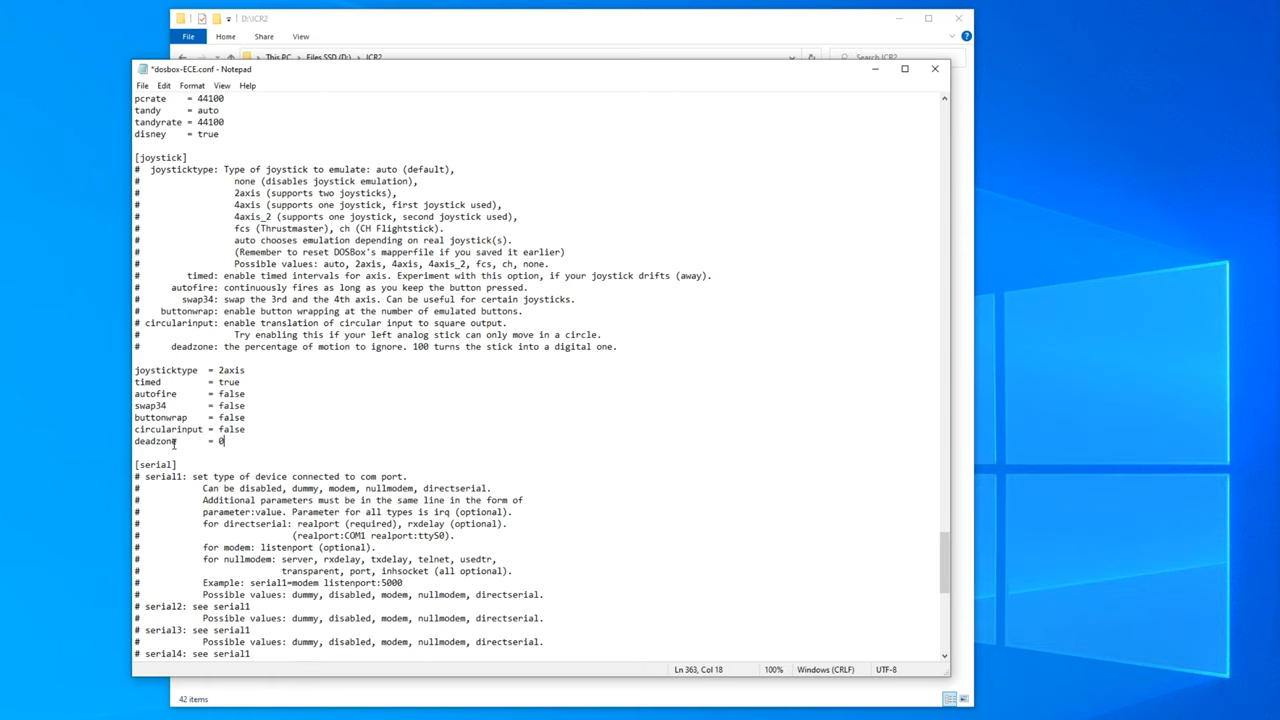 D:\ICR2
File Home Share View
This PC Files SSD (D:) ICR2 Search ICR2
*dosbox-ECE.conf - Notepad
File Edit Format View Help
pcrate = 44100
tandy = auto
tandyrate = 44100
disney = true
[joystick]
# joysticktype: Type of joystick to emulate: auto (default),
# none (disables joystick emulation),
# 2axis (supports two joysticks),
# 4axis (supports one joystick, first joystick used),
# 4axis_2 (supports one joystick, second joystick used),
# fcs (Thrustmaster), ch (CH Flightstick).
# auto chooses emulation depending on real joystick(s).
# (Remember to reset DOSBox's mapperfile if you saved it earlier)
# Possible values: auto, 2axis, 4axis, 4axis_2, fcs, ch, none.
# timed: enable timed intervals for axis. Experiment with this option, if your joystick drifts (away).
# autofire: continuously fires as long as you keep the button pressed.
# swap34: swap the 3rd and the 4th axis. Can be useful for certain joysticks.
# buttonwrap: enable button wrapping at the number of emulated buttons.
# circularinput: enable translation of circular input to square output.
# Try enabling this if your left analog stick can only move in a circle.
# deadzone: the percentage of motion to ignore. 100 turns the stick into a digital one.
joysticktype = 2axis
timed = true
autofire = false
swap34 = false
buttonwrap = false
circularinput = false
deadzone = 0
[serial]
# serial1: set type of device connected to com port.
# Can be disabled, dummy, modem, nullmodem, directserial.
# Additional parameters must be in the same line in the form of
# parameter:value. Parameter for all types is irq (optional).
# for directserial: realport (required), rxdelay (optional).
# (realport:COM1 realport:ttyS0).
# for modem: listenport (optional).
# for nullmodem: server, rxdelay, txdelay, telnet, usedtr,
# transparent, port, inhsocket (all optional).
# Example: serial1=modem listenport:5000
# Possible values: dummy, disabled, modem, nullmodem, directserial.
# serial2: see serial1
# Possible values: dummy, disabled, modem, nullmodem, directserial.
# serial3: see serial1
# Possible values: dummy, disabled, modem, nullmodem, directserial.
# serial4: see serial1
Ln 363, Col 18 100% Windows (CRLF) UTF-8
42 items